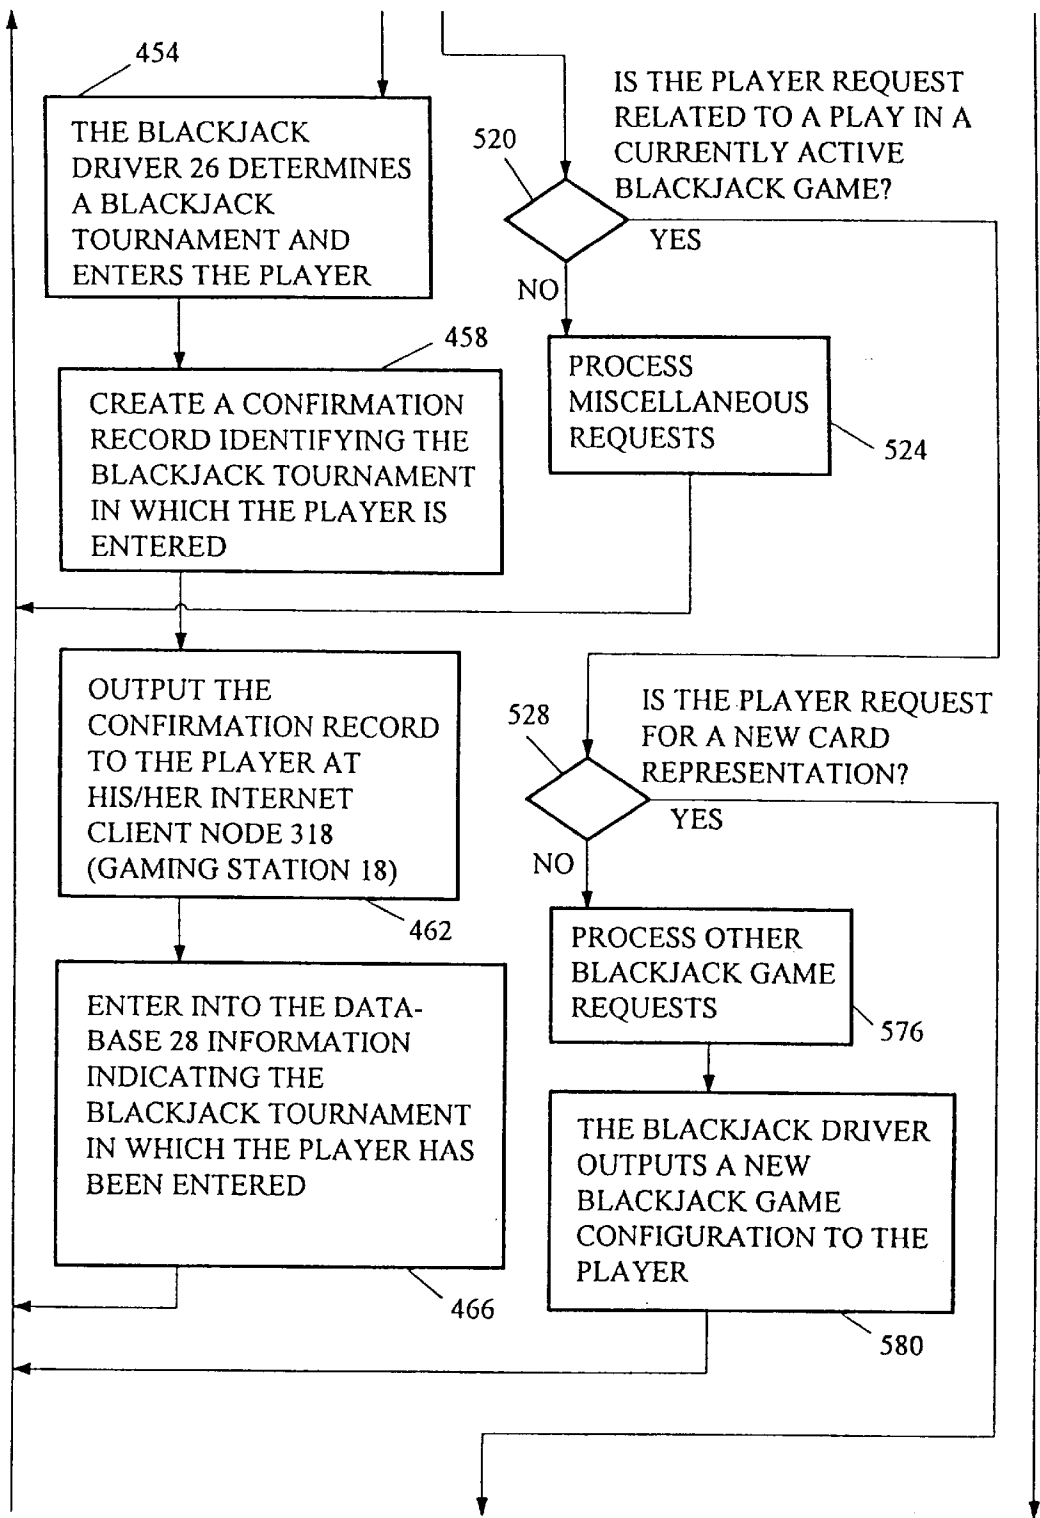 454
THE BLACKJACK
DRIVER 26 DETERMINES
A BLACKJACK
TOURNAMENT AND
ENTERS THE PLAYER
458
CREATE A CONFIRMATION
RECORD IDENTIFYING THE
BLACKJACK TOURNAMENT
IN WHICH THE PLAYER IS
ENTERED
OUTPUT THE
CONFIRMATION RECORD
TO THE PLAYER AT
HIS/HER INTERNET
CLIENT NODE 318
(GAMING STATION 18)
462
ENTER INTO THE DATA-
BASE 28 INFORMATION
INDICATING THE
BLACKJACK TOURNAMENT
IN WHICH THE PLAYER HAS
BEEN ENTERED
466
IS THE PLAYER REQUEST
RELATED TO A PLAY IN A
CURRENTLY ACTIVE
BLACKJACK GAME?
520
YES
NO
PROCESS
MISCELLANEOUS
REQUESTS
524
IS THE PLAYER REQUEST
FOR A NEW CARD
REPRESENTATION?
528
YES
NO
PROCESS OTHER
BLACKJACK GAME
REQUESTS
576
THE BLACKJACK DRIVER
OUTPUTS A NEW
BLACKJACK GAME
CONFIGURATION TO THE
PLAYER
580